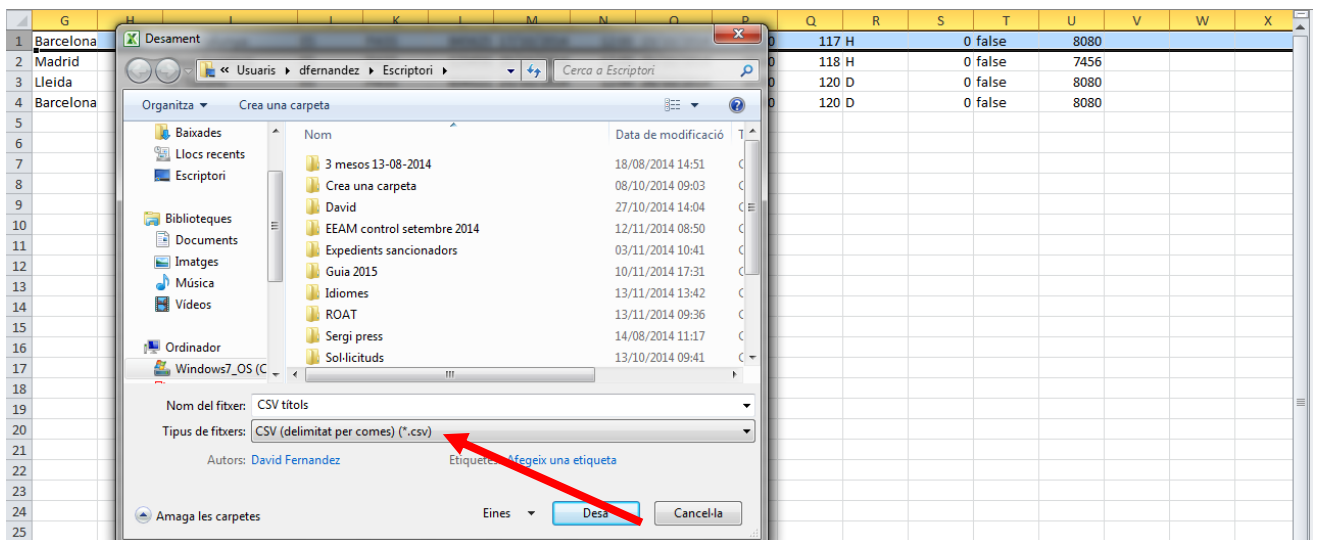 G H I J K L M N O P Q R S T U V W X
1 Barcelona 117 H 0 false 8080
2 Madrid 118 H 0 false 7456
3 Lleida 120 D 0 false 8080
4 Barcelona 120 D 0 false 8080
5
6
7
8
9
10
11
12
13
14
15
16
17
18
19
20
21
22
23
24
25
Desament
« Usuaris dfernandez Escriptori Cerca a Escriptori
Organitza Crea una carpeta
Baixades
Llocs recents
Escriptori
Biblioteques
Documents
Imatges
Música
Vídeos
Ordinador
Windows7_OS (C
Nom Data de modificació T
3 mesos 13-08-2014 18/08/2014 14:51
Crea una carpeta 08/10/2014 09:03
David 27/10/2014 14:04
EEAM control setembre 2014 12/11/2014 08:50
Expedients sancionadors 03/11/2014 10:41
Guia 2015 10/11/2014 17:31
Idiomes 13/11/2014 13:42
ROAT 13/11/2014 09:36
Sergi press 14/08/2014 11:17
Sol·licituds 13/10/2014 09:41
Nom del fitxer: CSV títols
Tipus de fitxers: CSV (delimitat per comes) (*.csv)
Autors: David Fernandez Etiquetes: Afegeix una etiqueta
Amaga les carpetes Eines Desa Cancel·la